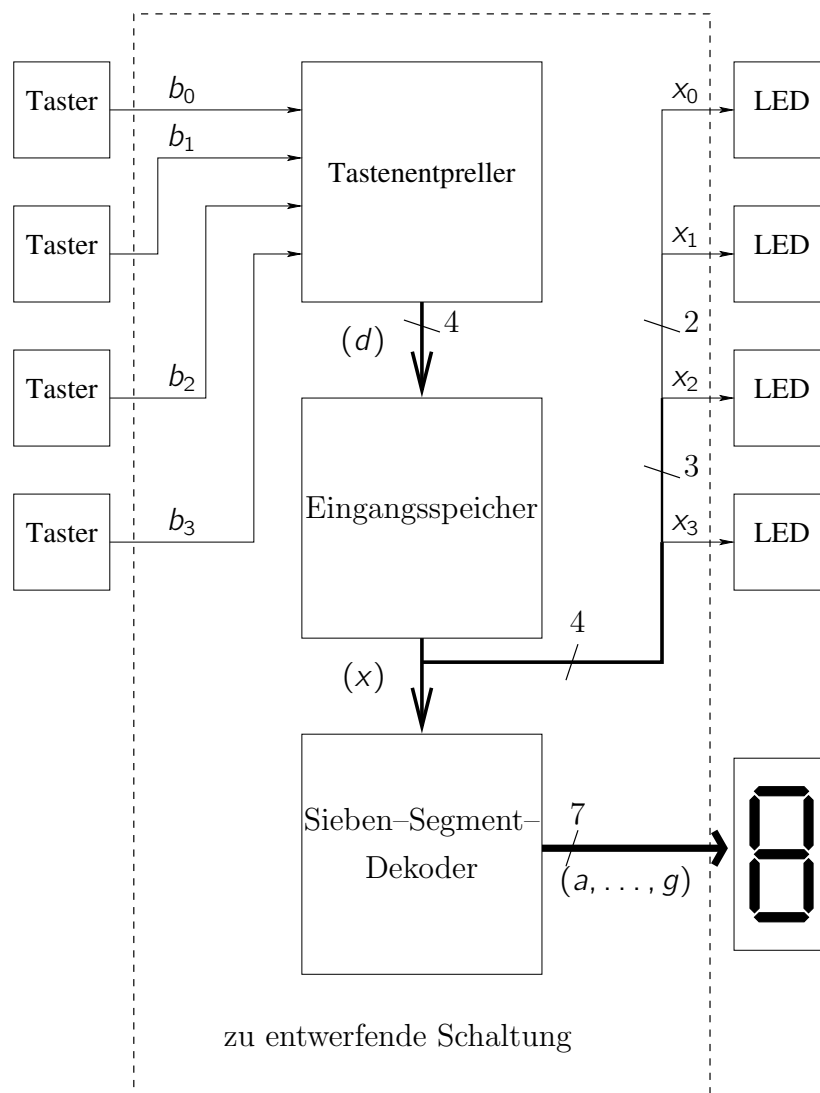 Taster
b₀
Tastenentpreller
x₀
LED
b₁
Taster
x₁
LED
(d)
4
2
Taster
b₂
x₂
LED
3
Eingangsspeicher
Taster
b₃
x₃
LED
4
(x)
Sieben–Segment–
Dekoder
7
(a, . . . , g)
zu entwerfende Schaltung